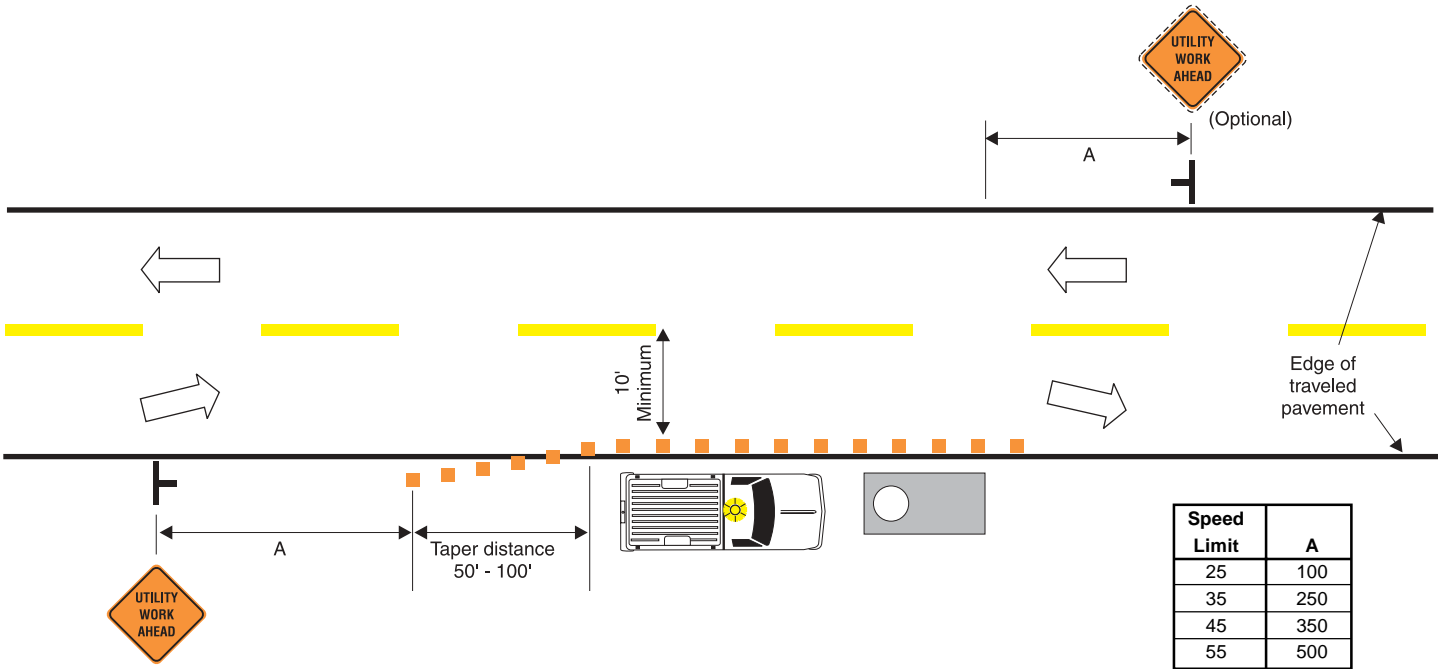 UTILITY
WORK
AHEAD
(Optional)
A
10'
Minimum
Edge of
traveled
pavement
A
Taper distance
50' - 100'
UTILITY
WORK
AHEAD
Speed
Limit A
25 100
35 250
45 350
55 500